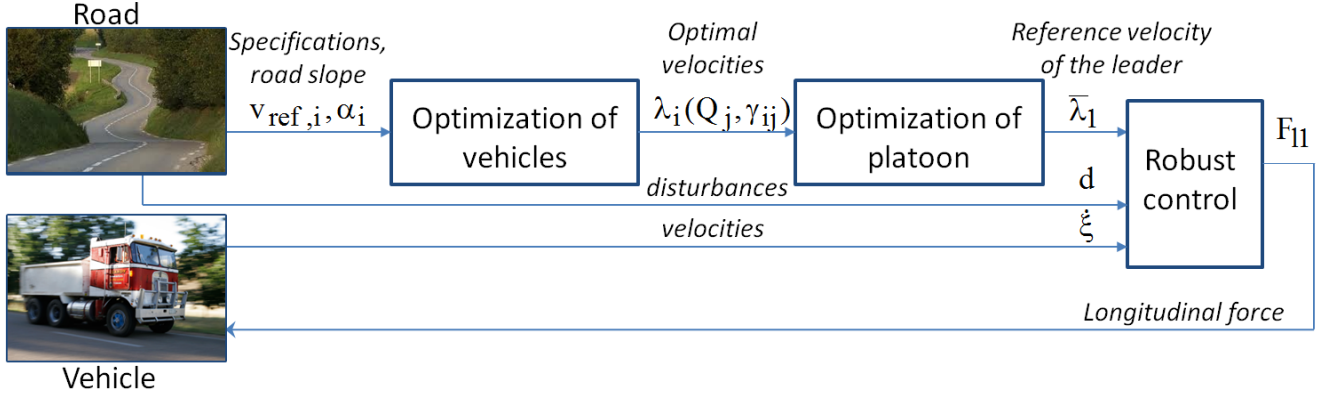 Road
Specifications,
road slope
v_ref,i, α_i
Optimization of
vehicles
Optimal
velocities
λ_i(Q_j, γ_ij)
Optimization of
platoon
Reference velocity
of the leader
λ̅_1
Robust
control
F_l1
disturbances
d
velocities
ξ̇
Longitudinal force
Vehicle